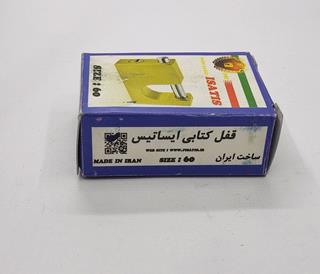 ISATIS
SIZE : 60
قفل کتابی ایساتیس
ساخت ایران
MADE IN IRAN
SIZE : 60